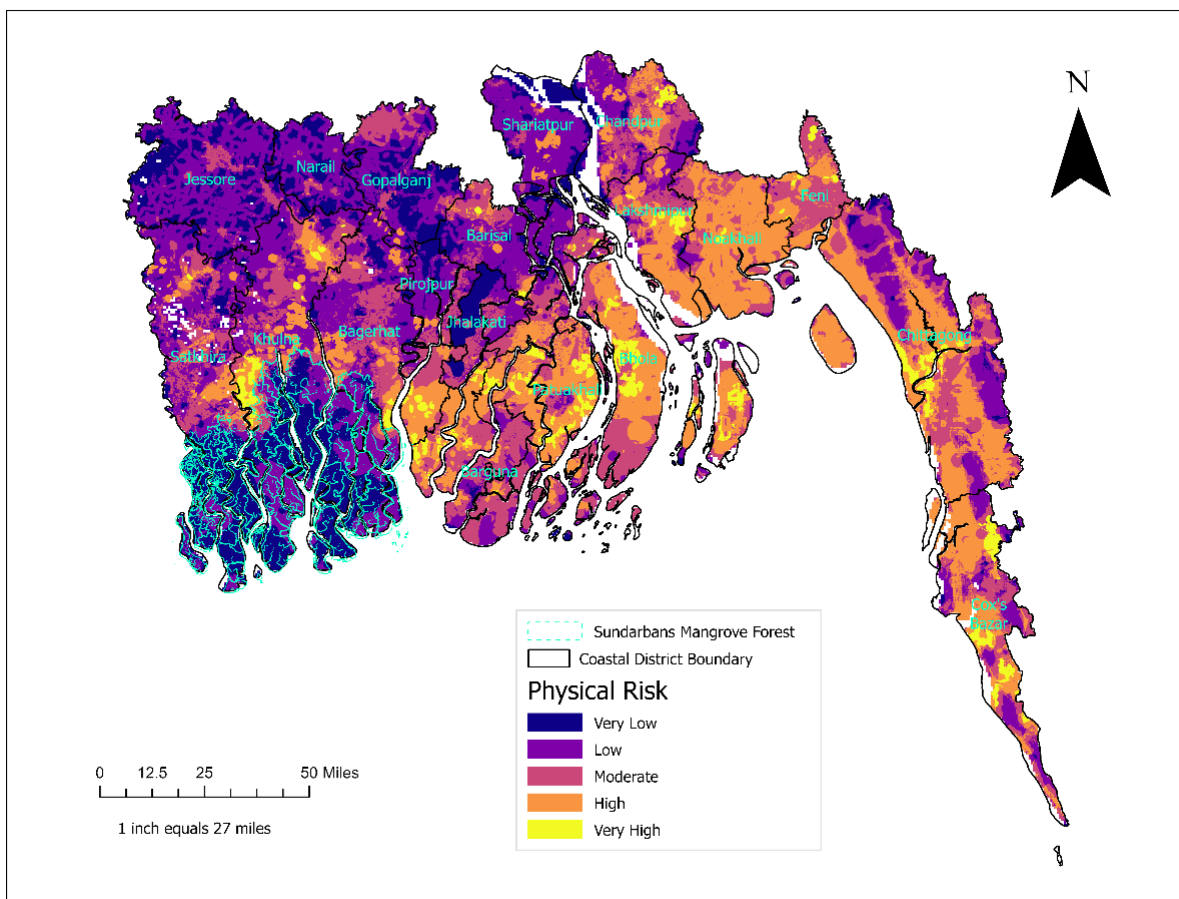 N
Shariatpur
Chandpur
Narail
Jessore
Gopalganj
Feni
Lakshmipur
Barisal
Noakhali
Pirojpur
Jhalakati
Khulna
Bagerhat
Chittagong
Satkhira
Bhola
Patuakhali
Barguna
Cox's
Bazar
Sundarbans Mangrove Forest
Coastal District Boundary
Physical Risk
Very Low
Low
Moderate
High
Very High
0 12.5 25 50 Miles
1 inch equals 27 miles